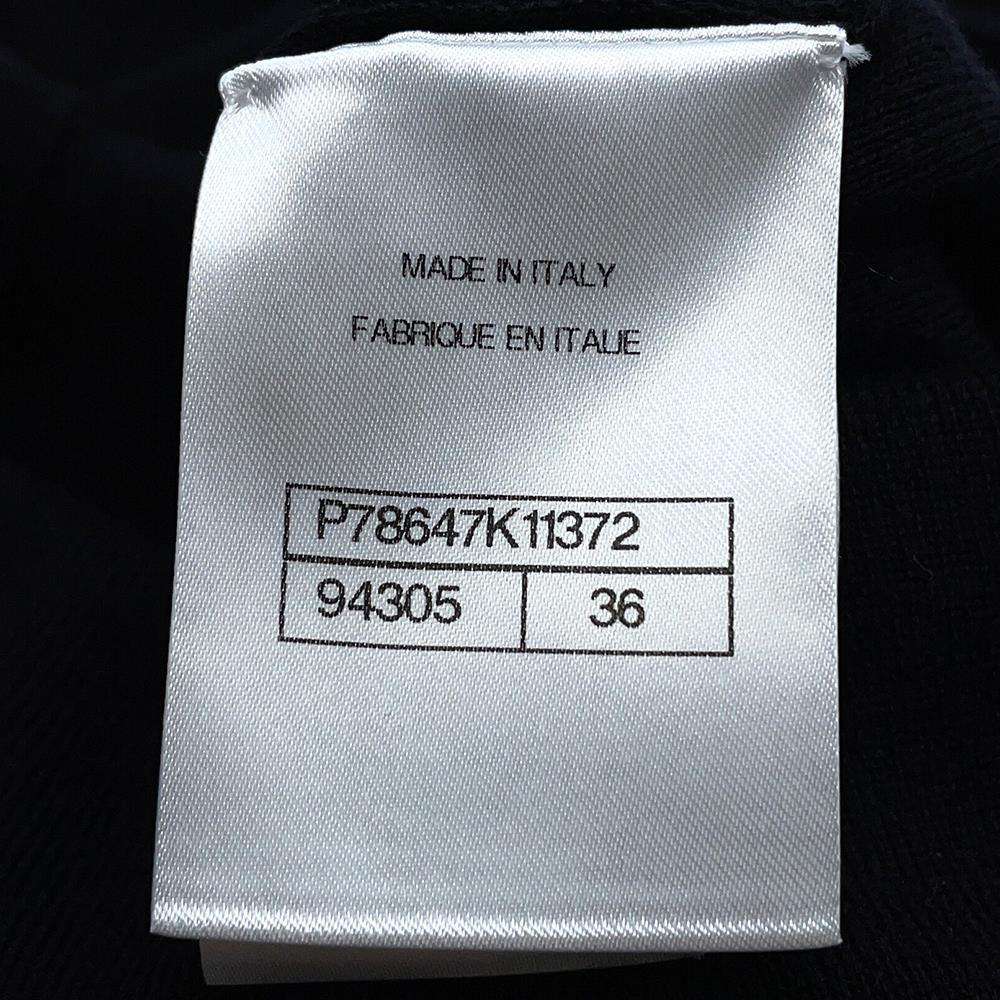 MADE IN ITALY
FABRIQUE EN ITALIE
P78647K11372
94305 36